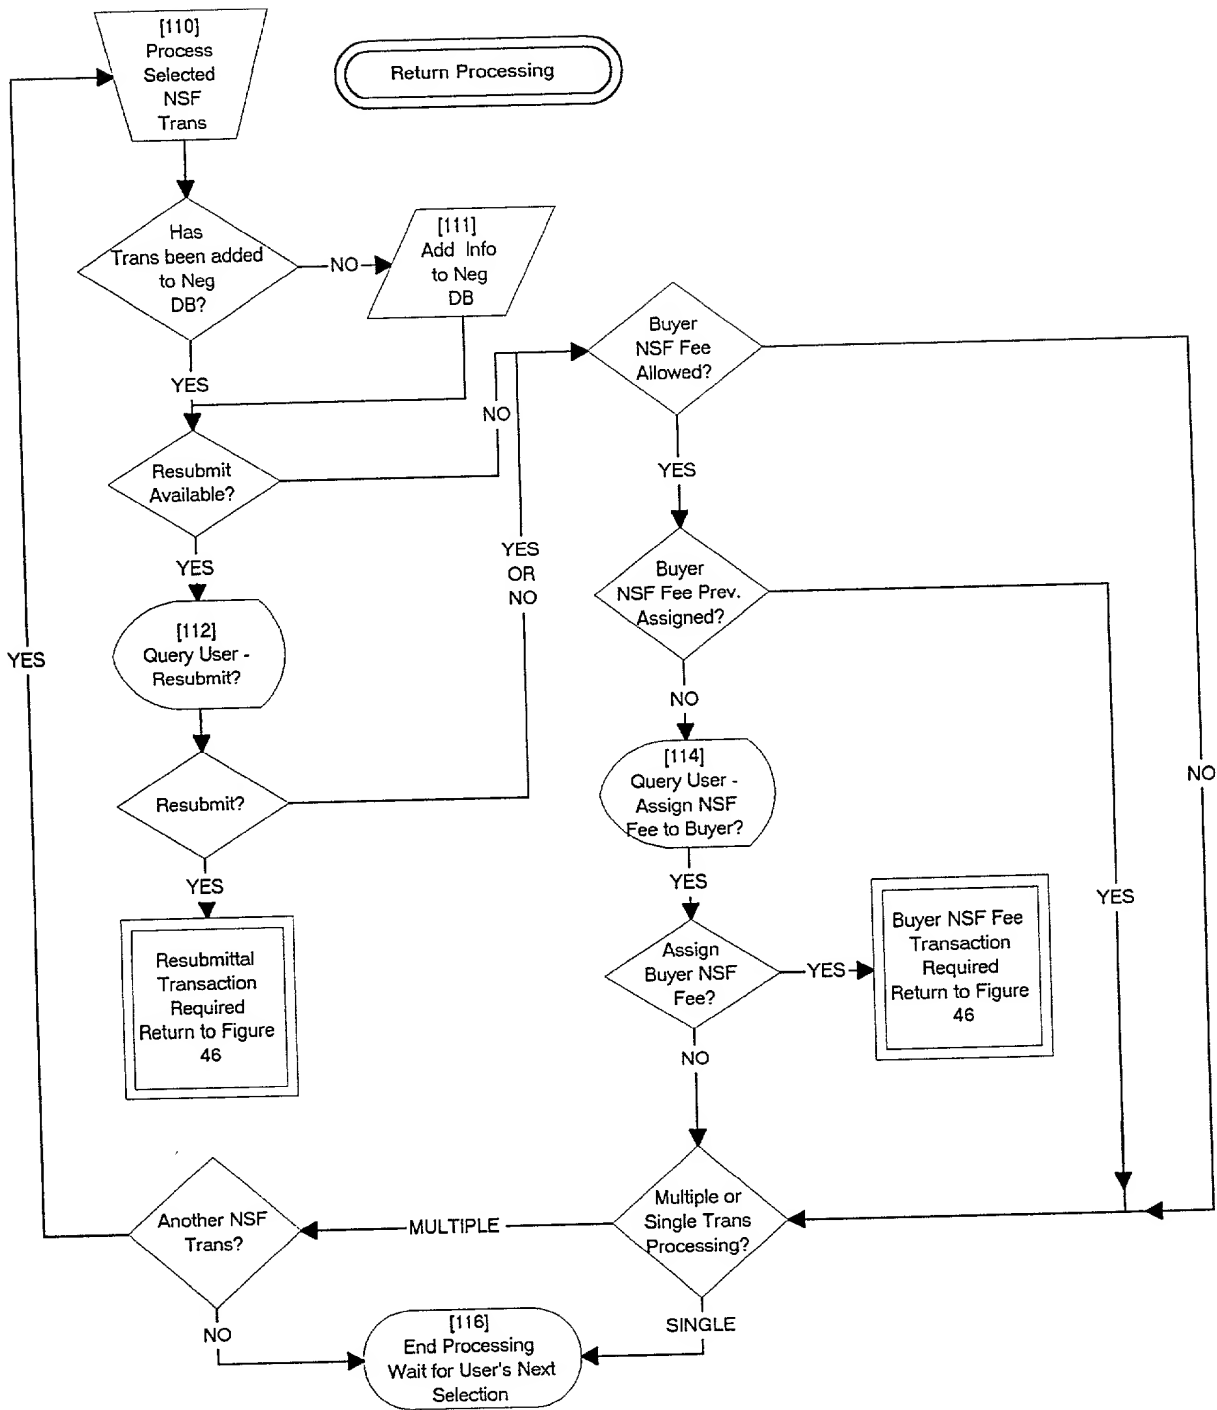 [110]
Process
Selected
NSF
Trans
Return Processing
Has
Trans been added
to Neg
DB?
NO
[111]
Add Info
to Neg
DB
YES
Buyer
NSF Fee
Allowed?
NO
Resubmit
Available?
YES
YES
YES
OR
NO
Buyer
NSF Fee Prev.
Assigned?
[112]
Query User -
Resubmit?
YES
NO
[114]
Query User -
Assign NSF
Fee to Buyer?
NO
Resubmit?
YES
YES
YES
Resubmittal
Transaction
Required
Return to Figure
46
Assign
Buyer NSF
Fee?
YES
Buyer NSF Fee
Transaction
Required
Return to Figure
46
NO
Another NSF
Trans?
MULTIPLE
Multiple or
Single Trans
Processing?
NO
SINGLE
[116]
End Processing
Wait for User's Next
Selection